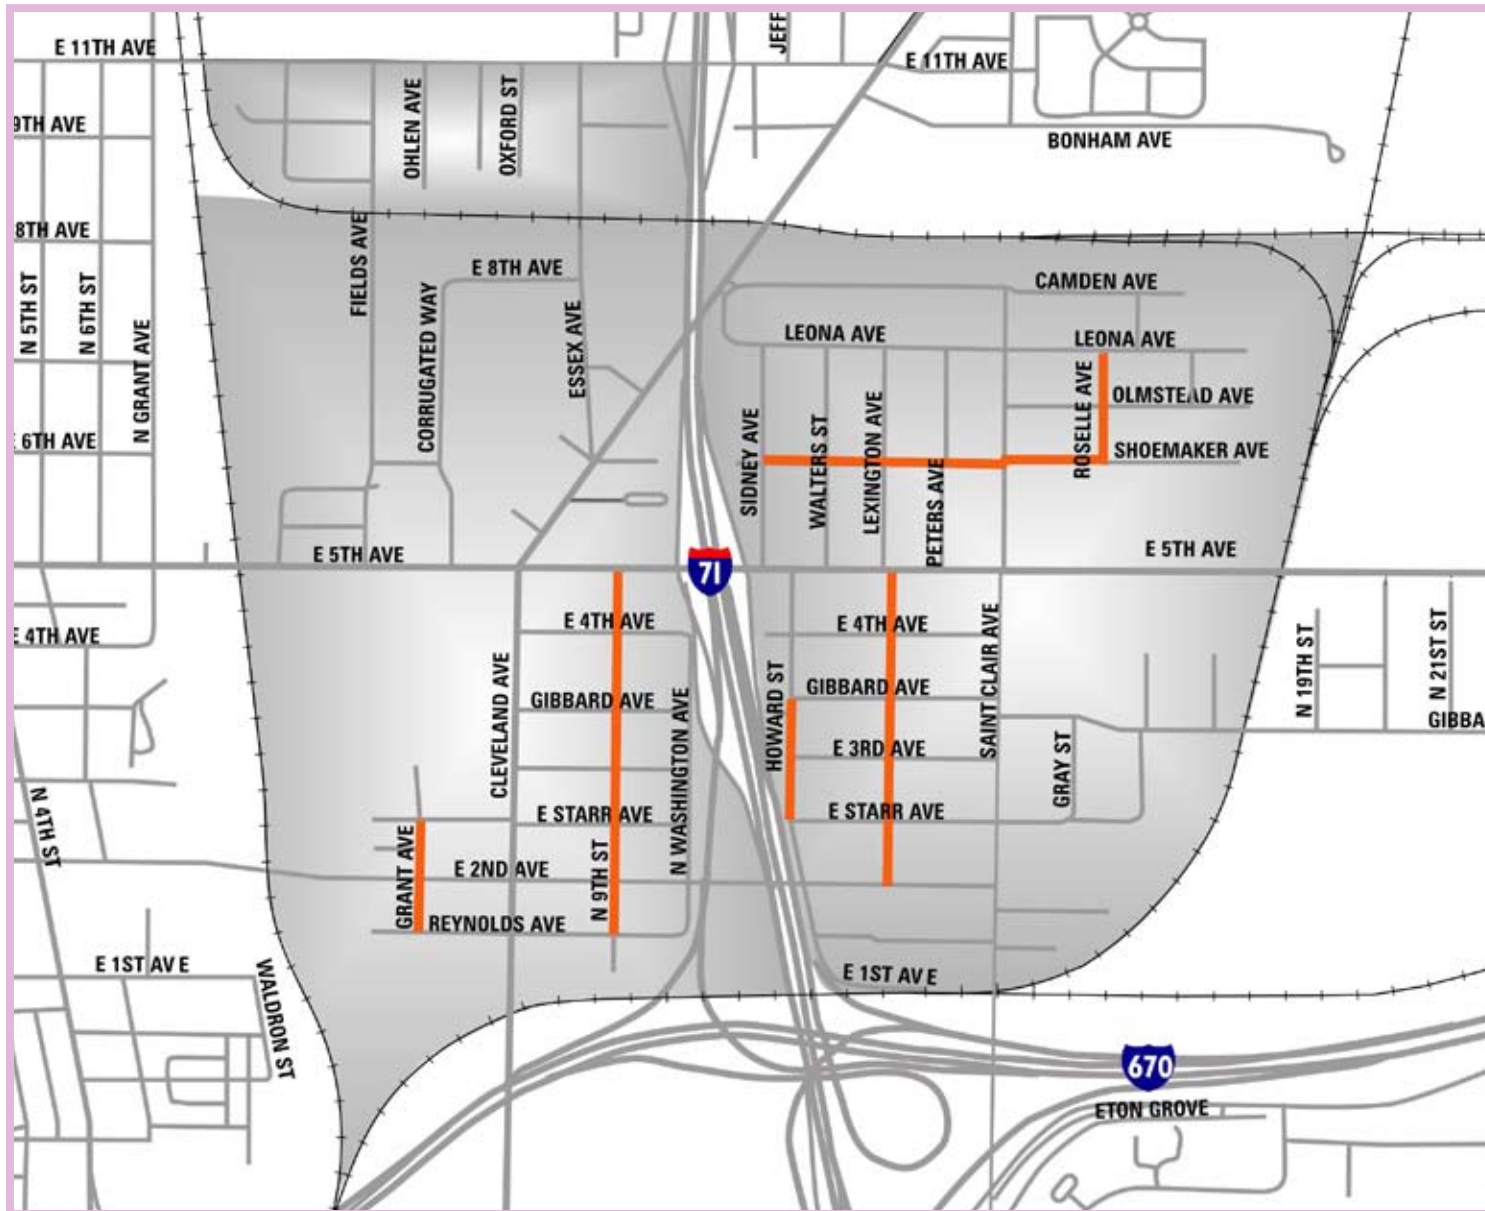 E 11TH AVE
JEFF
E 11TH AVE
9TH AVE
OHLEN AVE
OXFORD ST
BONHAM AVE
8TH AVE
FIELDS AVE
E 8TH AVE
CAMDEN AVE
N 5TH ST
N 6TH ST
N GRANT AVE
CORRUGATED WAY
ESSEX AVE
LEONA AVE
LEONA AVE
ROSELLE AVE
OLMSTEAD AVE
E 6TH AVE
SIDNEY AVE
WALTERS ST
LEXINGTON AVE
PETERS AVE
SHOEMAKER AVE
E 5TH AVE
71
E 5TH AVE
E 4TH AVE
E 4TH AVE
E 4TH AVE
CLEVELAND AVE
GIBBARD AVE
N WASHINGTON AVE
HOWARD ST
GIBBARD AVE
SAINT CLAIR AVE
N 19TH ST
N 21ST ST
GIBBA
E 3RD AVE
GRAY ST
N 4TH ST
E STARR AVE
E STARR AVE
GRANT AVE
E 2ND AVE
N 9TH ST
REYNOLDS AVE
E 1ST AVE
WALDRON ST
E 1ST AVE
670
ETON GROVE